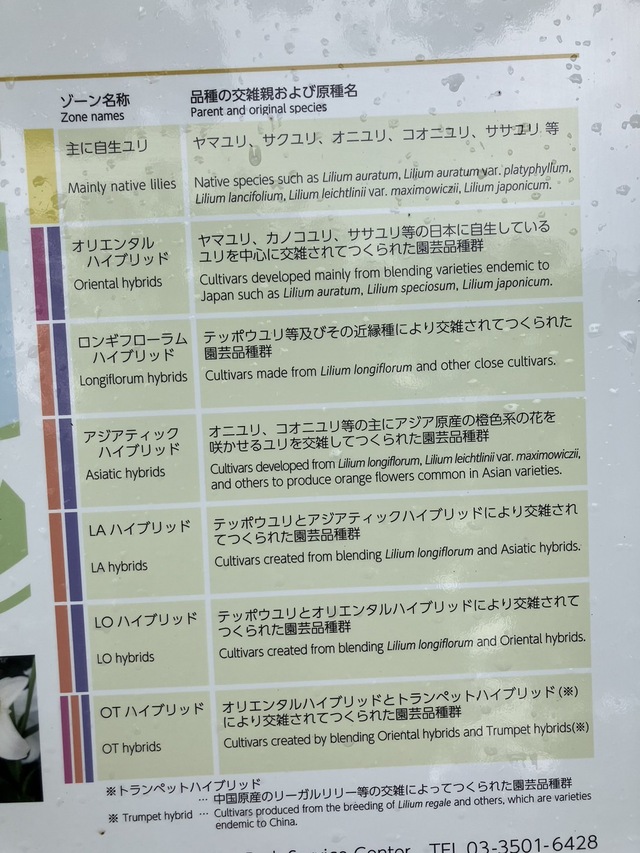 ゾーン名称
Zone names
品種の交雑親および原種名
Parent and original species
主に自生ユリ
Mainly native lilies
ヤマユリ、サクユリ、オニユリ、コオニユリ、ササユリ 等
Native species such as Lilium auratum, Lilium auratum var. platyphyllum,
Lilium lancifolium, Lilium leichtlinii var. maximowiczii, Lilium japonicum.
オリエンタル
ハイブリッド
Oriental hybrids
ヤマユリ、カノコユリ、ササユリ等の日本に自生している
ユリを中心に交雑されてつくられた園芸品種群
Cultivars developed mainly from blending varieties endemic to
Japan such as Lilium auratum, Lilium speciosum, Lilium japonicum.
ロンギフローラム
ハイブリッド
Longiflorum hybrids
テッポウユリ等及びその近縁種により交雑されてつくられた
園芸品種群
Cultivars made from Lilium longiflorum and other close cultivars.
アジアティック
ハイブリッド
Asiatic hybrids
オニユリ、コオニユリ等の主にアジア原産の橙色系の花を
咲かせるユリを交雑してつくられた園芸品種群
Cultivars developed from Lilium longiflorum, Lilium leichtlinii var. maximowiczii,
and others to produce orange flowers common in Asian varieties.
LA ハイブリッド
LA hybrids
テッポウユリとアジアティックハイブリッドにより交雑され
てつくられた園芸品種群
Cultivars created from blending Lilium longiflorum and Asiatic hybrids.
LO ハイブリッド
LO hybrids
テッポウユリとオリエンタルハイブリッドにより交雑されて
つくられた園芸品種群
Cultivars created from blending Lilium longiflorum and Oriental hybrids.
OT ハイブリッド
OT hybrids
オリエンタルハイブリッドとトランペットハイブリッド(※)
により交雑されてつくられた園芸品種群
Cultivars created by blending Oriental hybrids and Trumpet hybrids(※)
※トランペットハイブリッド
… 中国原産のリーガルリリー等の交雑によってつくられた園芸品種群
※ Trumpet hybrid … Cultivars produced from the breeding of Lilium regale and others, which are varieties
endemic to China.
Service Center TEL 03-3501-6428